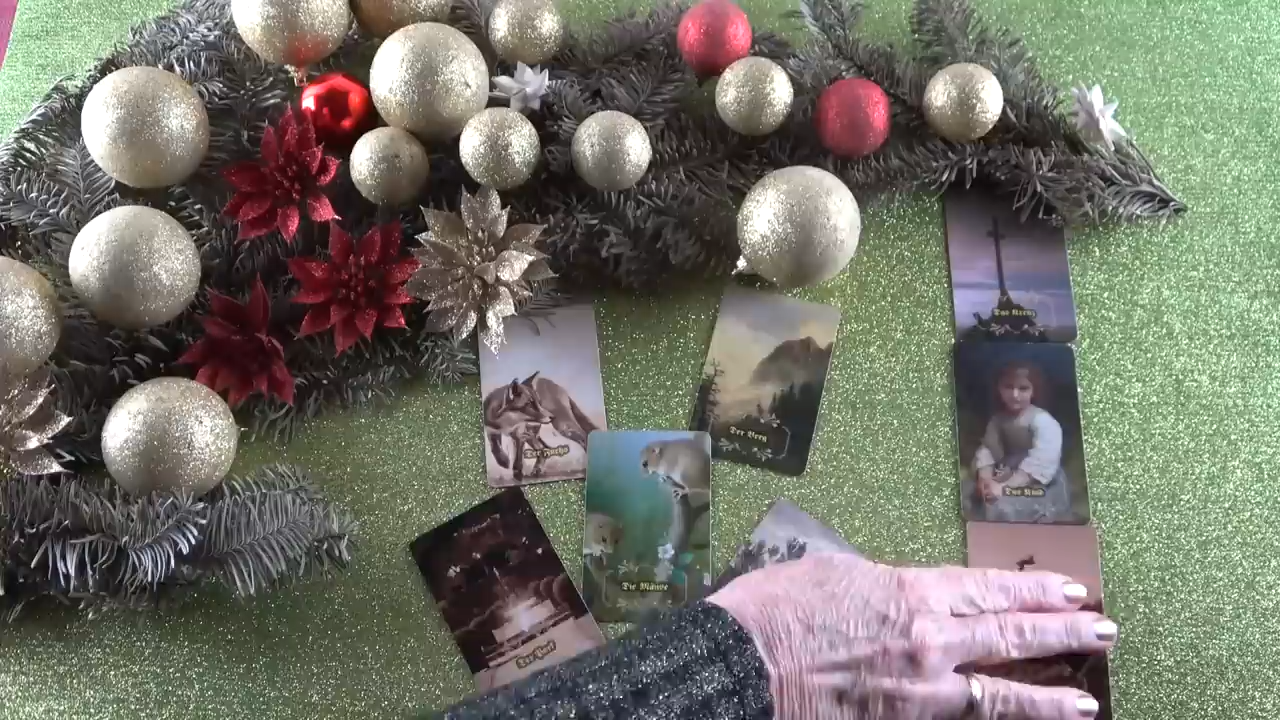 Das Kreuz
Der Fuchs
Der Berg
Das Kind
Die Mäuse